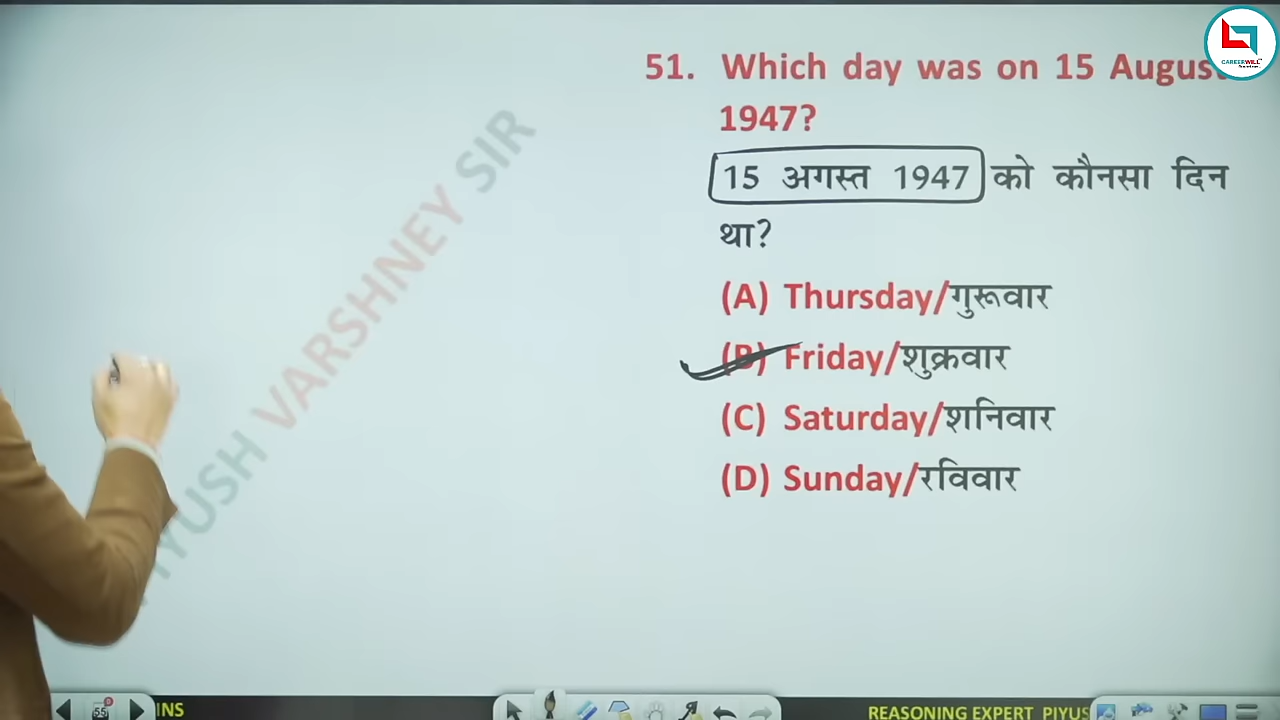 51. Which day was on 15 August
1947?
15 अगस्त 1947 को कौनसा दिन
था?
(A) Thursday/गुरूवार
(B) Friday/शुक्रवार
(C) Saturday/शनिवार
(D) Sunday/रविवार
PIYUSH VARSHNEY SIR
CAREERWILL
55
INS
REASONING EXPERT PIYUS